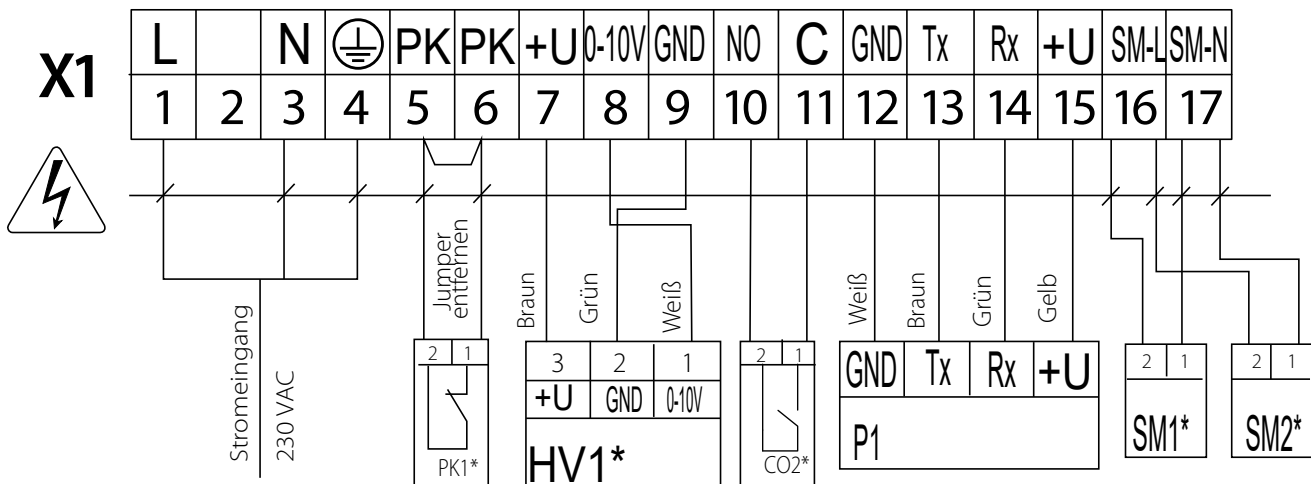 X1
L N PK PK +U 0-10V GND NO C GND Tx Rx +U SM-L SM-N
1 2 3 4 5 6 7 8 9 10 11 12 13 14 15 16 17
Stromeingang
230 VAC
Jumper
entfernen
Braun
Grün
Weiß
Weiß
Braun
Grün
Gelb
2 1
PK1*
3 2 1
+U GND 0-10V
HV1*
2 1
CO2*
GND Tx Rx +U
P1
2 1
SM1*
2 1
SM2*